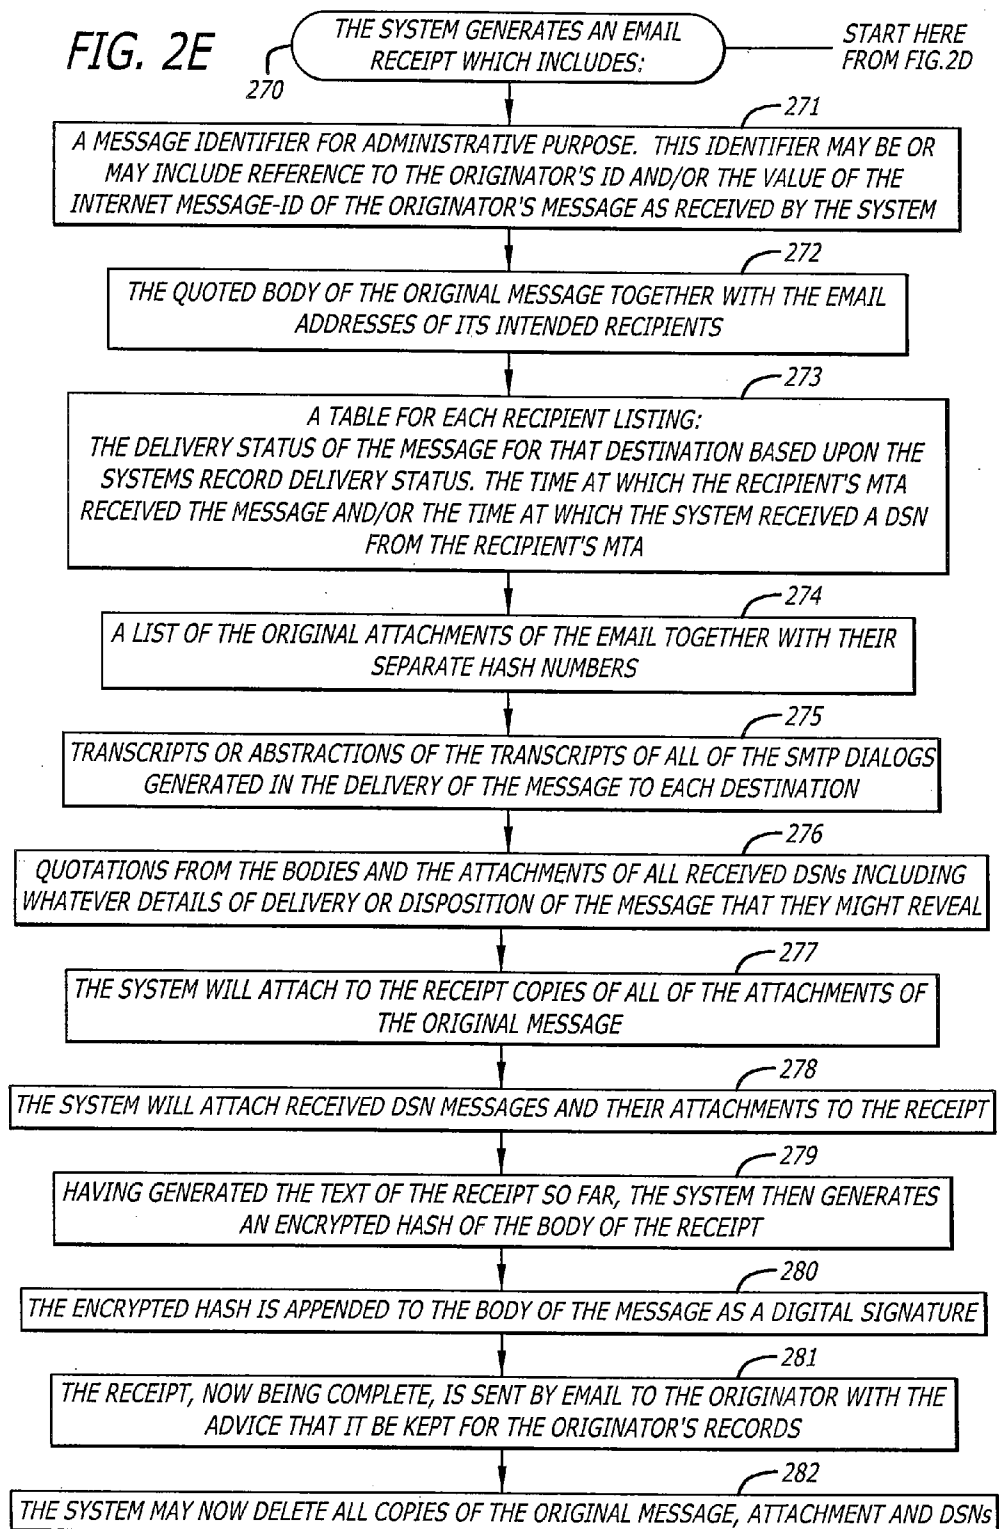 FIG. 2E
THE SYSTEM GENERATES AN EMAIL
RECEIPT WHICH INCLUDES:
270
START HERE
FROM FIG.2D
271
A MESSAGE IDENTIFIER FOR ADMINISTRATIVE PURPOSE. THIS IDENTIFIER MAY BE OR
MAY INCLUDE REFERENCE TO THE ORIGINATOR'S ID AND/OR THE VALUE OF THE
INTERNET MESSAGE-ID OF THE ORIGINATOR'S MESSAGE AS RECEIVED BY THE SYSTEM
272
THE QUOTED BODY OF THE ORIGINAL MESSAGE TOGETHER WITH THE EMAIL
ADDRESSES OF ITS INTENDED RECIPIENTS
273
A TABLE FOR EACH RECIPIENT LISTING:
THE DELIVERY STATUS OF THE MESSAGE FOR THAT DESTINATION BASED UPON THE
SYSTEMS RECORD DELIVERY STATUS. THE TIME AT WHICH THE RECIPIENT'S MTA
RECEIVED THE MESSAGE AND/OR THE TIME AT WHICH THE SYSTEM RECEIVED A DSN
FROM THE RECIPIENT'S MTA
274
A LIST OF THE ORIGINAL ATTACHMENTS OF THE EMAIL TOGETHER WITH THEIR
SEPARATE HASH NUMBERS
275
TRANSCRIPTS OR ABSTRACTIONS OF THE TRANSCRIPTS OF ALL OF THE SMTP DIALOGS
GENERATED IN THE DELIVERY OF THE MESSAGE TO EACH DESTINATION
276
QUOTATIONS FROM THE BODIES AND THE ATTACHMENTS OF ALL RECEIVED DSNs INCLUDING
WHATEVER DETAILS OF DELIVERY OR DISPOSITION OF THE MESSAGE THAT THEY MIGHT REVEAL
277
THE SYSTEM WILL ATTACH TO THE RECEIPT COPIES OF ALL OF THE ATTACHMENTS OF
THE ORIGINAL MESSAGE
278
THE SYSTEM WILL ATTACH RECEIVED DSN MESSAGES AND THEIR ATTACHMENTS TO THE RECEIPT
279
HAVING GENERATED THE TEXT OF THE RECEIPT SO FAR, THE SYSTEM THEN GENERATES
AN ENCRYPTED HASH OF THE BODY OF THE RECEIPT
280
THE ENCRYPTED HASH IS APPENDED TO THE BODY OF THE MESSAGE AS A DIGITAL SIGNATURE
281
THE RECEIPT, NOW BEING COMPLETE, IS SENT BY EMAIL TO THE ORIGINATOR WITH THE
ADVICE THAT IT BE KEPT FOR THE ORIGINATOR'S RECORDS
282
THE SYSTEM MAY NOW DELETE ALL COPIES OF THE ORIGINAL MESSAGE, ATTACHMENT AND DSNs